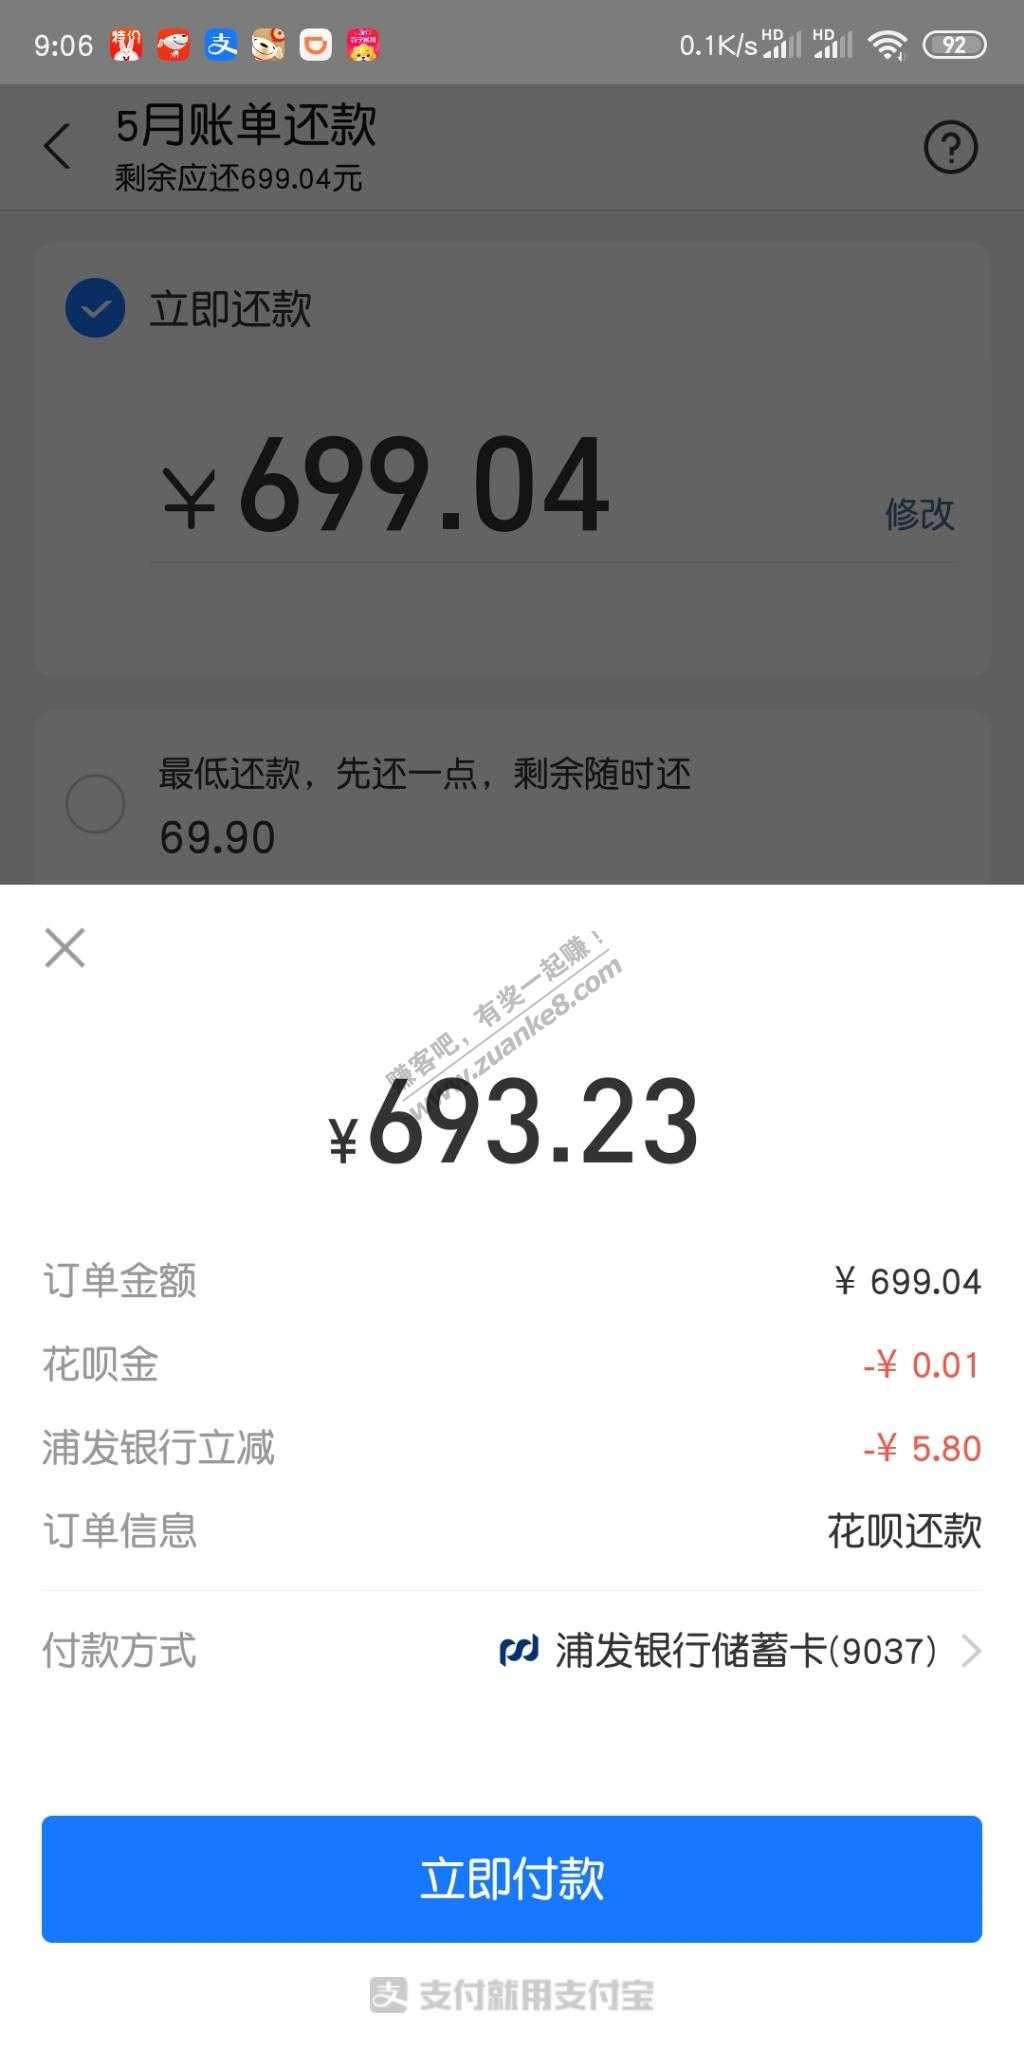 9:06
0.1K/s HD HD 92
5月账单还款
剩余应还699.04元
立即还款
¥699.04
修改
最低还款，先还一点，剩余随时还
69.90
赚客吧，有奖一起赚！
www.zuanke8.com
¥693.23
订单金额 ¥ 699.04
花呗金 -¥ 0.01
浦发银行立减 -¥ 5.80
订单信息 花呗还款
付款方式 浦发银行储蓄卡(9037)
立即付款
支付就用支付宝